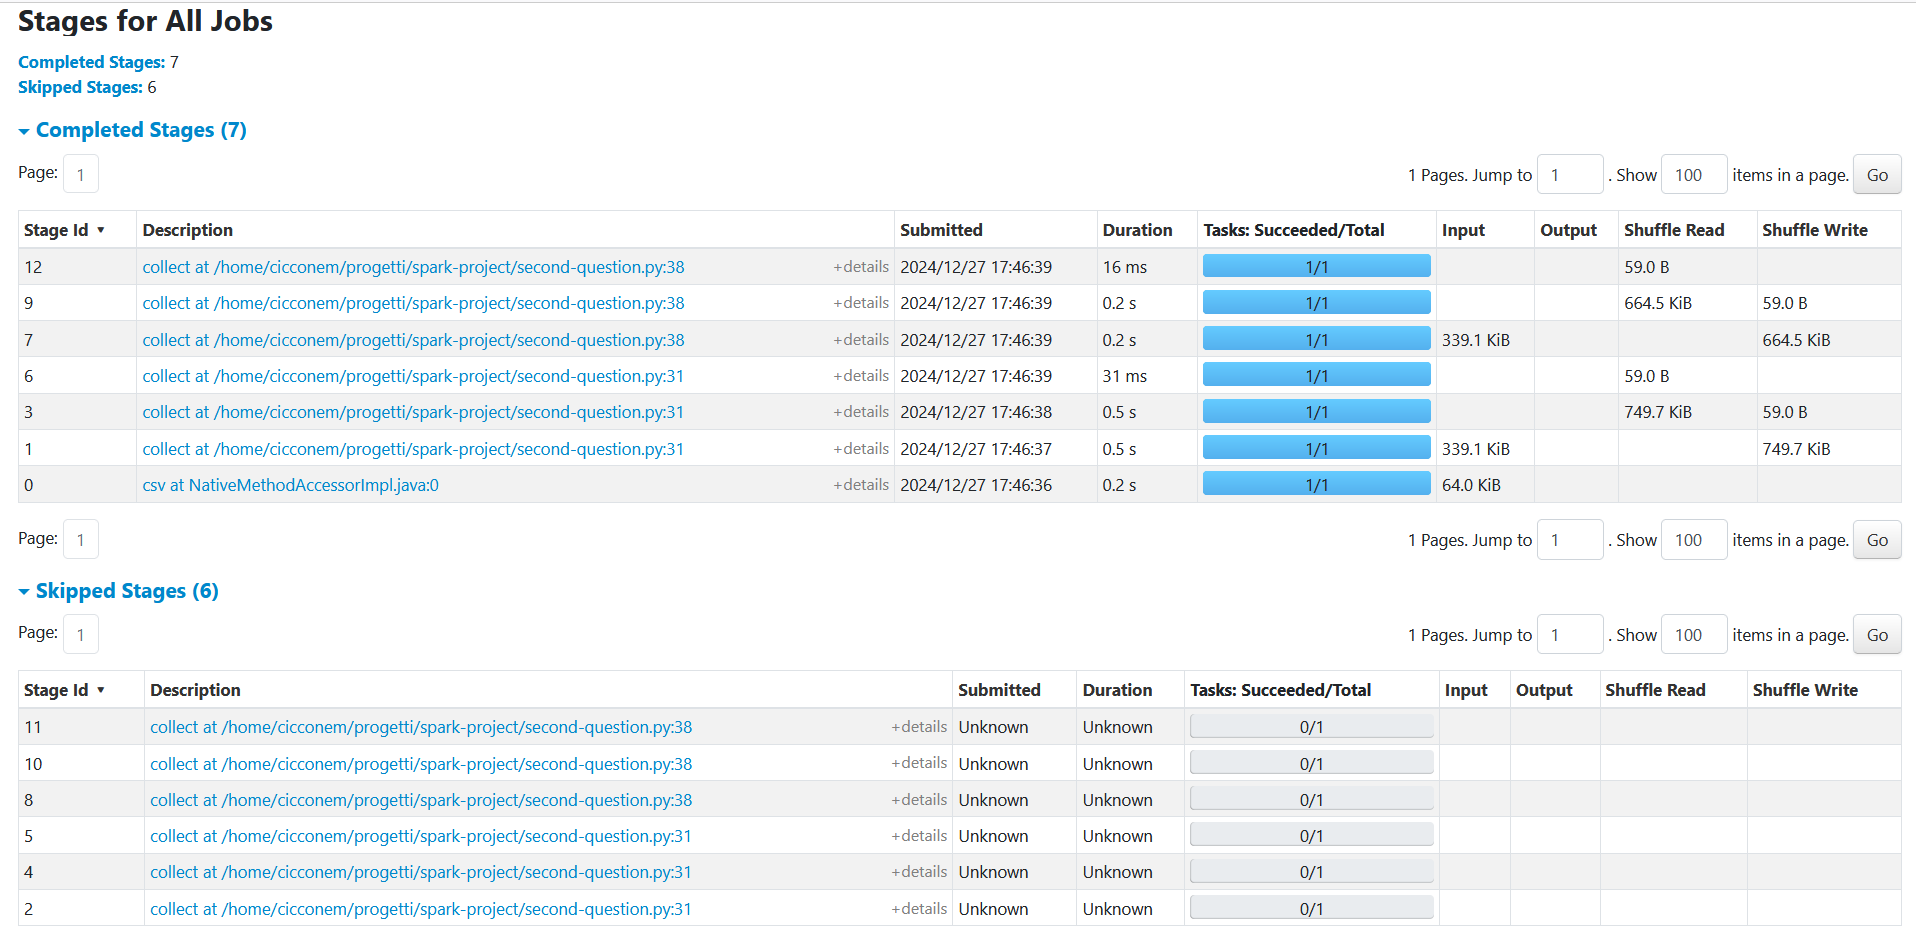 Stages for All Jobs
Completed Stages: 7
Skipped Stages: 6
Completed Stages (7)
Page: 1
1 Pages. Jump to 1 . Show 100 items in a page. Go
Stage Id ▾ Description Submitted Duration Tasks: Succeeded/Total Input Output Shuffle Read Shuffle Write
12 collect at /home/cicconem/progetti/spark-project/second-question.py:38 +details 2024/12/27 17:46:39 16 ms 1/1 59.0 B
9 collect at /home/cicconem/progetti/spark-project/second-question.py:38 +details 2024/12/27 17:46:39 0.2 s 1/1 664.5 KiB 59.0 B
7 collect at /home/cicconem/progetti/spark-project/second-question.py:38 +details 2024/12/27 17:46:39 0.2 s 1/1 339.1 KiB 664.5 KiB
6 collect at /home/cicconem/progetti/spark-project/second-question.py:31 +details 2024/12/27 17:46:39 31 ms 1/1 59.0 B
3 collect at /home/cicconem/progetti/spark-project/second-question.py:31 +details 2024/12/27 17:46:38 0.5 s 1/1 749.7 KiB 59.0 B
1 collect at /home/cicconem/progetti/spark-project/second-question.py:31 +details 2024/12/27 17:46:37 0.5 s 1/1 339.1 KiB 749.7 KiB
0 csv at NativeMethodAccessorImpl.java:0 +details 2024/12/27 17:46:36 0.2 s 1/1 64.0 KiB
Page: 1
1 Pages. Jump to 1 . Show 100 items in a page. Go
Skipped Stages (6)
Page: 1
1 Pages. Jump to 1 . Show 100 items in a page. Go
Stage Id ▾ Description Submitted Duration Tasks: Succeeded/Total Input Output Shuffle Read Shuffle Write
11 collect at /home/cicconem/progetti/spark-project/second-question.py:38 +details Unknown Unknown 0/1
10 collect at /home/cicconem/progetti/spark-project/second-question.py:38 +details Unknown Unknown 0/1
8 collect at /home/cicconem/progetti/spark-project/second-question.py:38 +details Unknown Unknown 0/1
5 collect at /home/cicconem/progetti/spark-project/second-question.py:31 +details Unknown Unknown 0/1
4 collect at /home/cicconem/progetti/spark-project/second-question.py:31 +details Unknown Unknown 0/1
2 collect at /home/cicconem/progetti/spark-project/second-question.py:31 +details Unknown Unknown 0/1